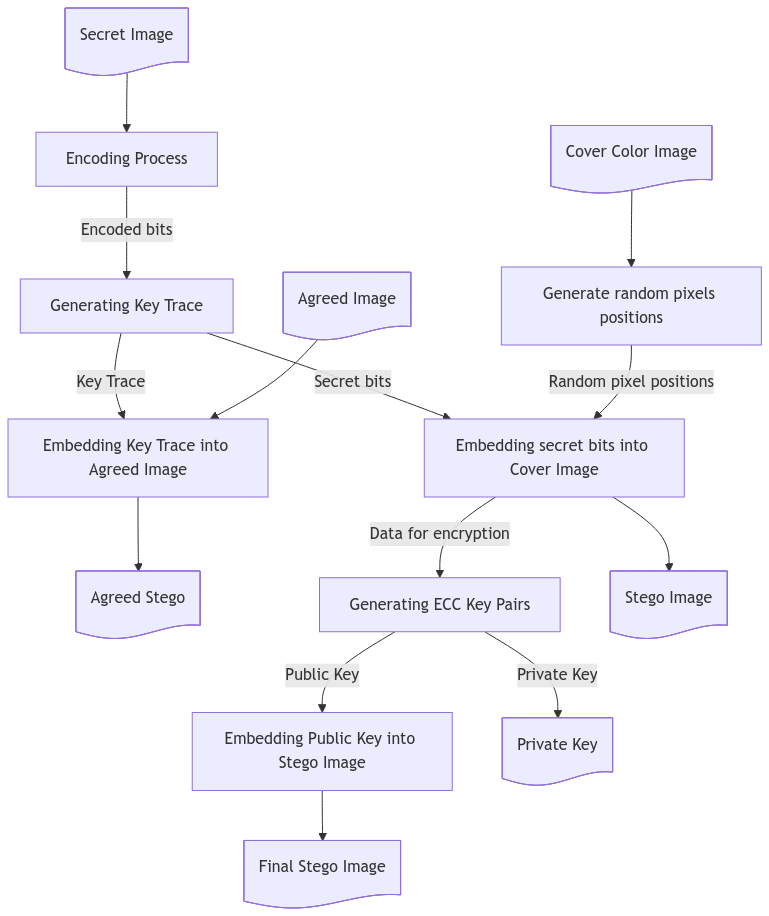 Secret Image
Encoding Process
Cover Color Image
Encoded bits
Generating Key Trace
Agreed Image
Generate random pixels
positions
Key Trace
Secret bits
Random pixel positions
Embedding Key Trace into
Agreed Image
Embedding secret bits into
Cover Image
Data for encryption
Agreed Stego
Generating ECC Key Pairs
Stego Image
Public Key
Private Key
Embedding Public Key into
Stego Image
Private Key
Final Stego Image